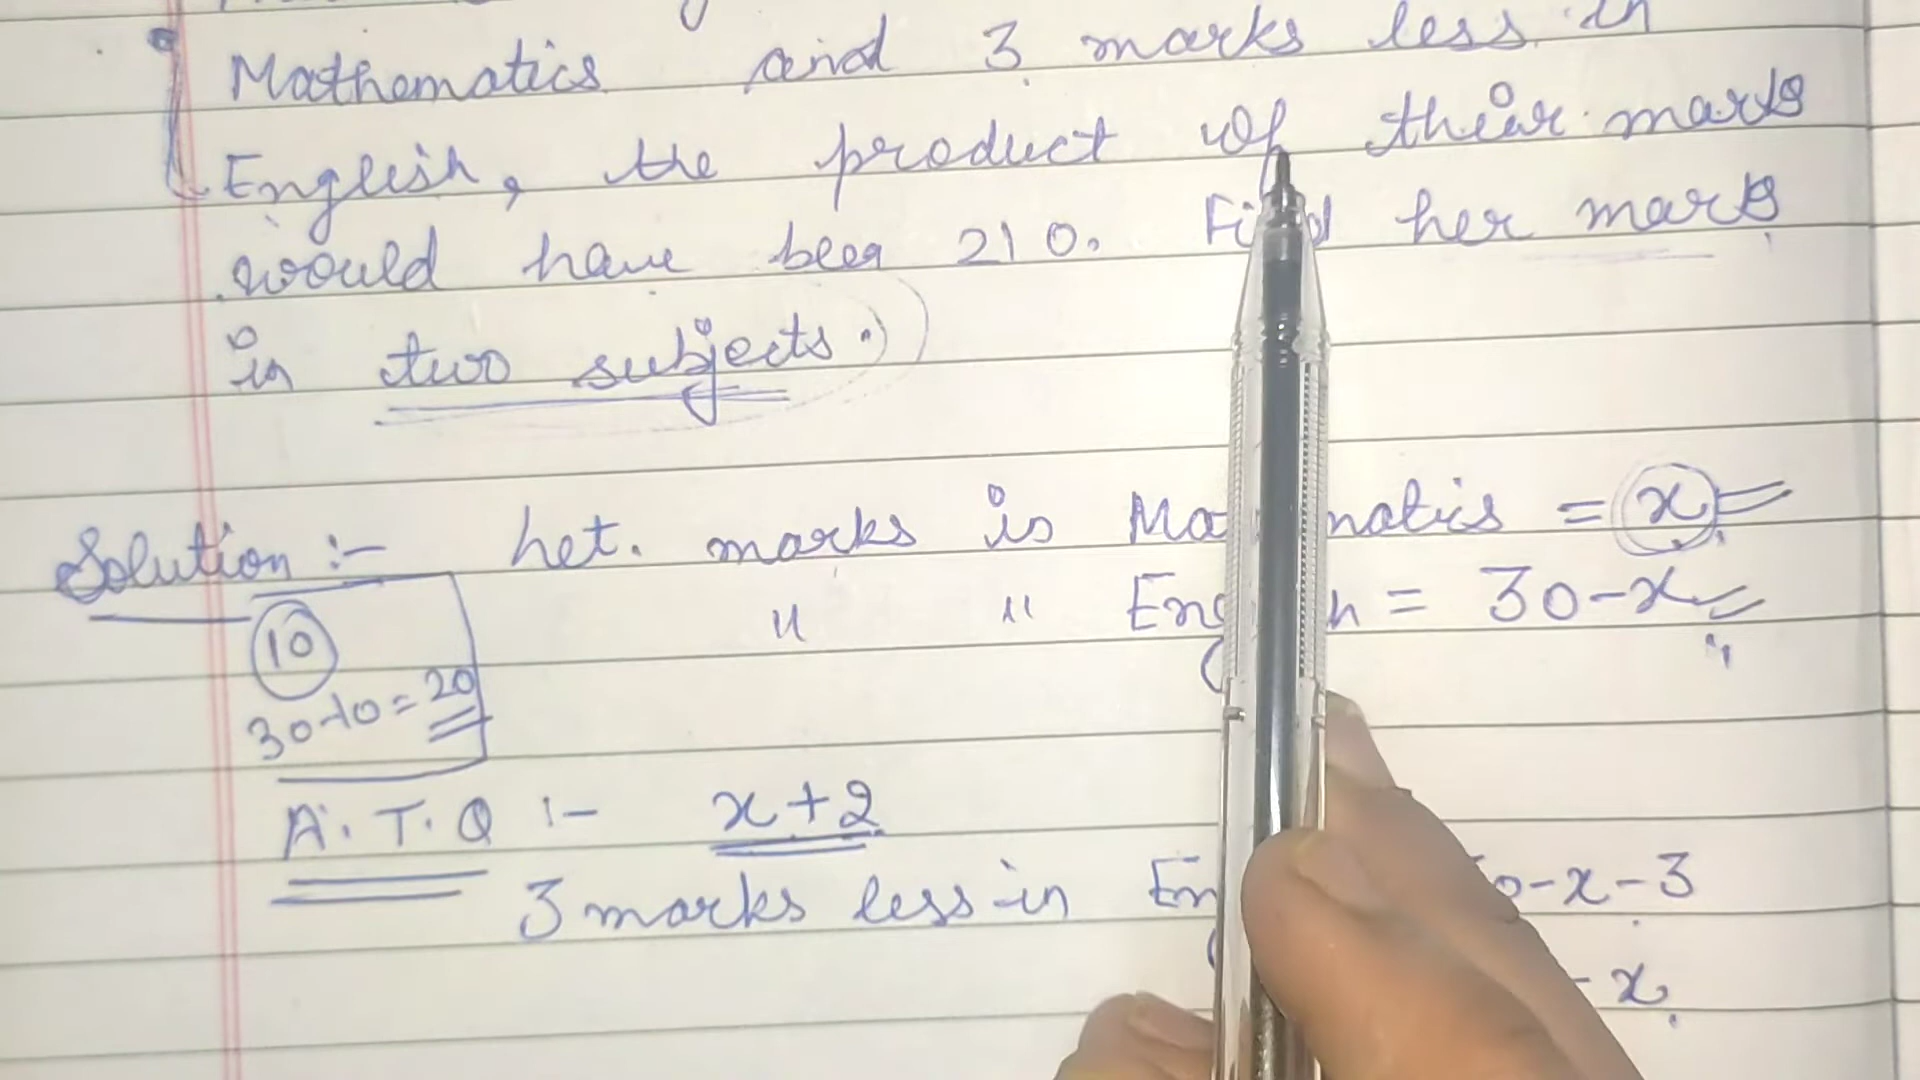 Mathematics and 3 marks less in
English, the product of their marks
would have been 210. Find her marks
in two subjects.
Solution :- Let. marks is Mathematics = x
10
30-10=20
" " English = 30-x
A.T.Q :- x+2
3 marks less in -x-3
- x